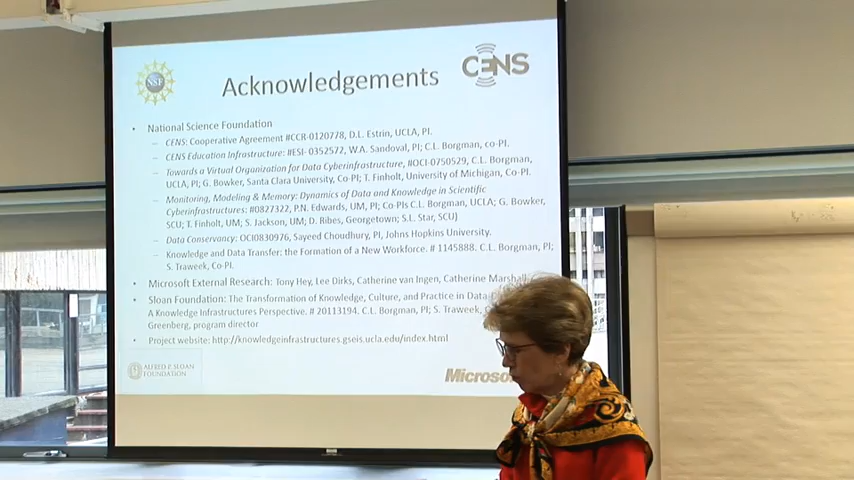 NSF
Acknowledgements
CENS
• National Science Foundation
– CENS: Cooperative Agreement #CCR-0120778, D.L. Estrin, UCLA, PI.
– CENS Education Infrastructure: #ESI- 0352572, W.A. Sandoval, PI; C.L. Borgman, co-PI.
– Towards a Virtual Organization for Data Cyberinfrastructure, #OCI-0750529, C.L. Borgman,
UCLA, PI; G. Bowker, Santa Clara University, Co-PI; T. Finholt, University of Michigan, Co-PI.
– Monitoring, Modeling & Memory: Dynamics of Data and Knowledge in Scientific
Cyberinfrastructures: #0827322, P.N. Edwards, UM, PI; Co-PIs C.L. Borgman, UCLA; G. Bowker,
SCU; T. Finholt, UM; S. Jackson, UM; D. Ribes, Georgetown; S.L. Star, SCU)
– Data Conservancy: OCI0830976, Sayeed Choudhury, PI, Johns Hopkins University.
– Knowledge and Data Transfer: the Formation of a New Workforce. # 1145888. C.L. Borgman, PI;
S. Traweek, Co-PI.
• Microsoft External Research: Tony Hey, Lee Dirks, Catherine van Ingen, Catherine Marshall
• Sloan Foundation: The Transformation of Knowledge, Culture, and Practice in Data
A Knowledge Infrastructures Perspective. # 20113194. C.L. Borgman, PI; S. Traweek,
Greenberg, program director
• Project website: http://knowledgeinfrastructures.gseis.ucla.edu/index.html
ALFRED P. SLOAN
FOUNDATION
Microso